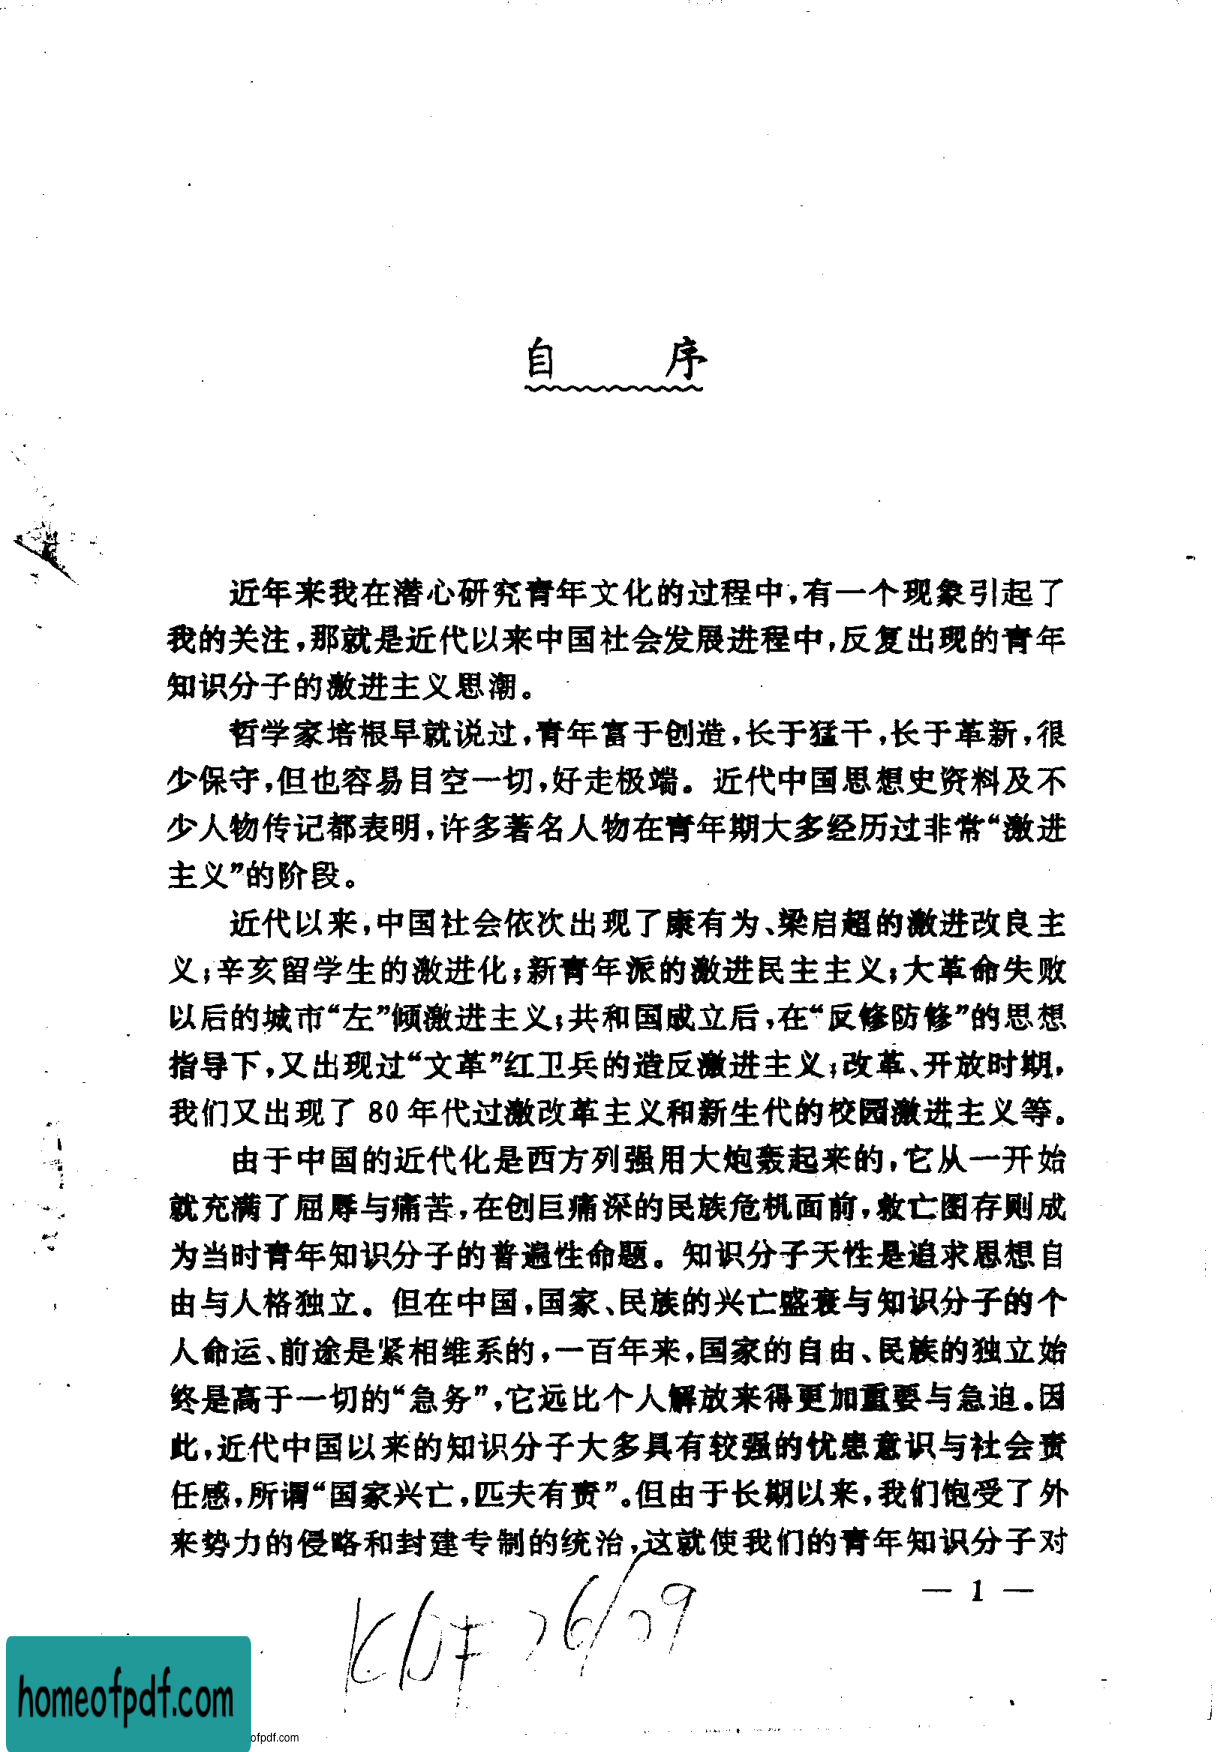 自 序
近年来我在潜心研究青年文化的过程中,有一个现象引起了
我的关注,那就是近代以来中国社会发展进程中,反复出现的青年
知识分子的激进主义思潮。
哲学家培根早就说过,青年富于创造,长于猛干,长于革新,很
少保守,但也容易目空一切,好走极端。近代中国思想史资料及不
少人物传记都表明,许多著名人物在青年期大多经历过非常“激进
主义”的阶段。
近代以来,中国社会依次出现了康有为、梁启超的激进改良主
义;辛亥留学生的激进化;新青年派的激进民主主义;大革命失败
以后的城市“左”倾激进主义;共和国成立后,在“反修防修”的思想
指导下,又出现过“文革”红卫兵的造反激进主义;改革、开放时期,
我们又出现了80年代过激改革主义和新生代的校园激进主义等。
由于中国的近代化是西方列强用大炮轰起来的,它从一开始
就充满了屈辱与痛苦,在创巨痛深的民族危机面前,救亡图存则成
为当时青年知识分子的普遍性命题。知识分子天性是追求思想自
由与人格独立。但在中国,国家、民族的兴亡盛衰与知识分子的个
人命运、前途是紧相维系的,一百年来,国家的自由、民族的独立始
终是高于一切的“急务”,它远比个人解放来得更加重要与急迫。因
此,近代中国以来的知识分子大多具有较强的忧患意识与社会责
任感,所谓“国家兴亡,匹夫有责”。但由于长期以来,我们饱受了外
来势力的侵略和封建专制的统治,这就使我们的青年知识分子对
— 1 —
homeofpdf.com
ofpdf.com